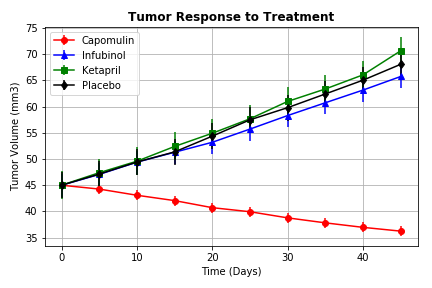 Tumor Response to Treatment
75
70
65
60
55
50
45
40
35
Tumor Volume (mm3)
Capomulin
Infubinol
Ketapril
Placebo
0
10
20
30
40
Time (Days)